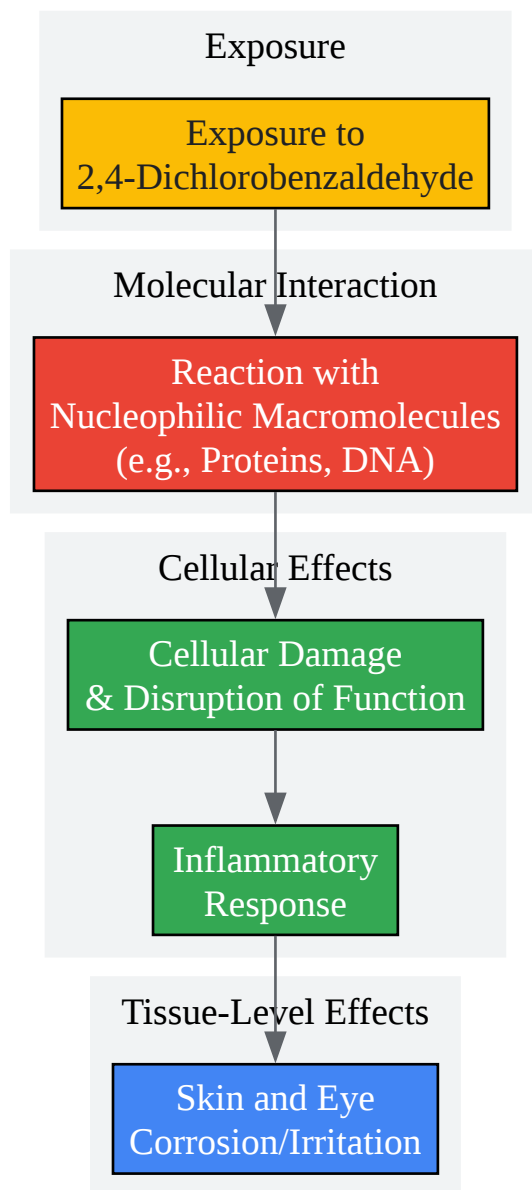 Exposure
Exposure to
2,4-Dichlorobenzaldehyde
Molecular Interaction
Reaction with
Nucleophilic Macromolecules
(e.g., Proteins, DNA)
Cellular Effects
Cellular Damage
& Disruption of Function
Inflammatory
Response
Tissue-Level Effects
Skin and Eye
Corrosion/Irritation